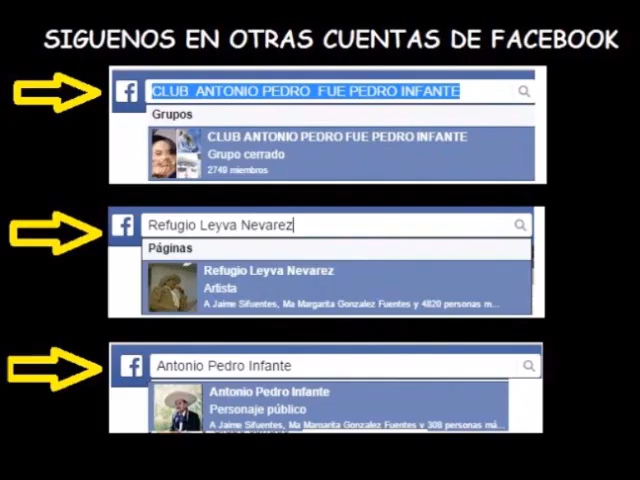 SIGUENOS EN OTRAS CUENTAS DE FACEBOOK
CLUB ANTONIO PEDRO FUE PEDRO INFANTE
Grupos
CLUB ANTONIO PEDRO FUE PEDRO INFANTE
Grupo cerrado
2749 miembros
Refugio Leyva Nevarez
Páginas
Refugio Leyva Nevarez
Artista
A Jaime Sifuentes, Ma Margarita Gonzalez Fuentes y 4820 personas m...
Antonio Pedro Infante
Antonio Pedro Infante
Personaje público
A Jaime Sifuentes, Ma Margarita Gonzalez Fuentes y 308 personas má...